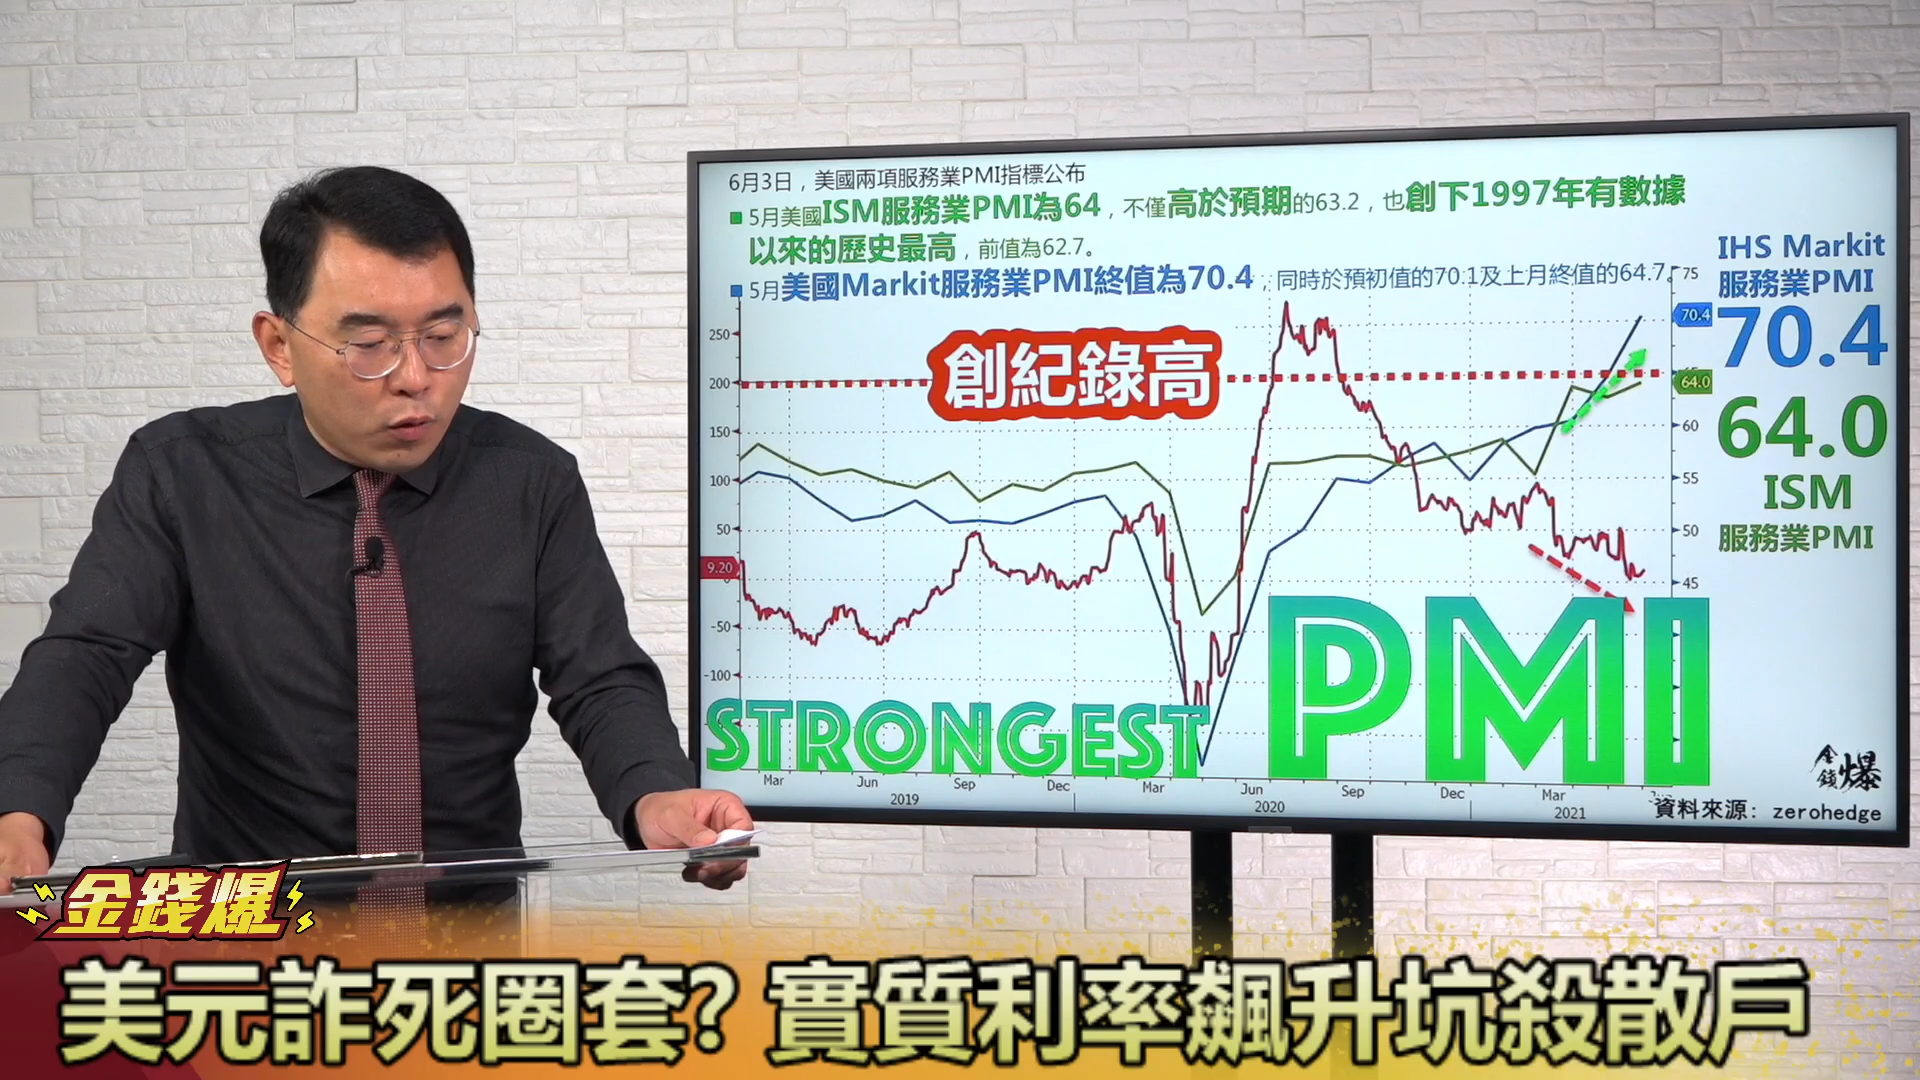 6月3日，美國兩項服務業PMI指標公布
5月美國ISM服務業PMI為64，不僅高於預期的63.2，也創下1997年有數據
以來的歷史最高，前值為62.7。
5月美國Markit服務業PMI終值為70.4，同時於預初值的70.1及上月終值的64.7。
IHS Markit
服務業PMI
70.4
64.0
ISM
服務業PMI
創紀錄高
250
200
150
100
50
9.20
-50
-100
75
70.4
64.0
60
55
50
45
STRONGEST PMI
Mar Jun Sep Dec Mar Jun Sep Dec Mar
2019 2020 2021
金錢爆
資料來源: zerohedge
金錢爆
美元詐死圈套? 實質利率飆升坑殺散戶